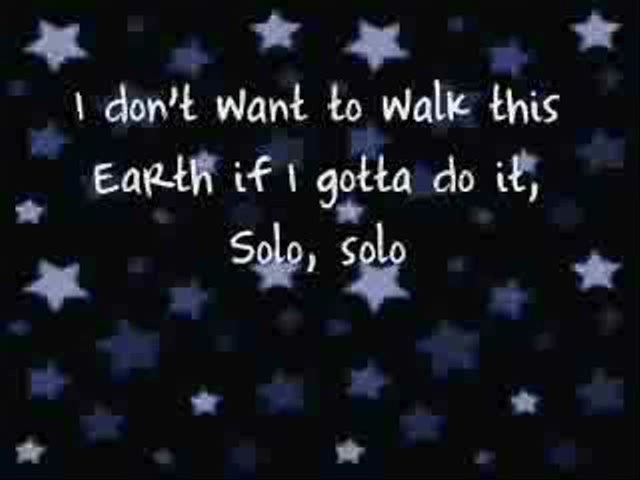 I don't want to walk this
Earth if I gotta do it,
Solo, solo